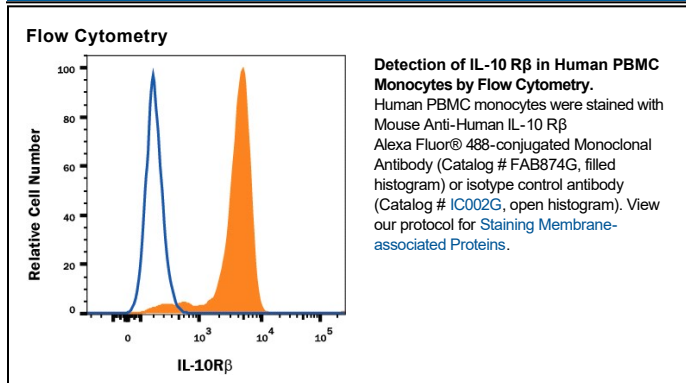 Flow Cytometry
100
80
60
40
20
0
Relative Cell Number
0
10³
10⁴
10⁵
IL-10Rβ
Detection of IL-10 Rβ in Human PBMC
Monocytes by Flow Cytometry.
Human PBMC monocytes were stained with
Mouse Anti-Human IL-10 Rβ
Alexa Fluor® 488-conjugated Monoclonal
Antibody (Catalog # FAB874G, filled
histogram) or isotype control antibody
(Catalog # IC002G, open histogram). View
our protocol for Staining Membrane-
associated Proteins.